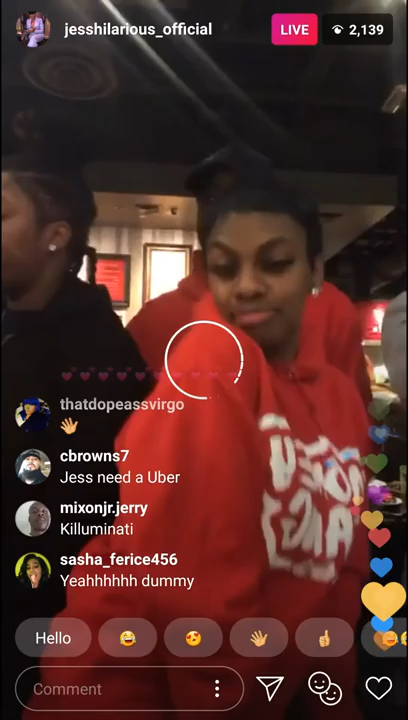 jesshilarious_official
LIVE
2,139
thatdopeassvirgo
👋
cbrowns7
Jess need a Uber
mixonjr.jerry
Killuminati
sasha_ferice456
Yeahhhhhh dummy
Hello
Comment